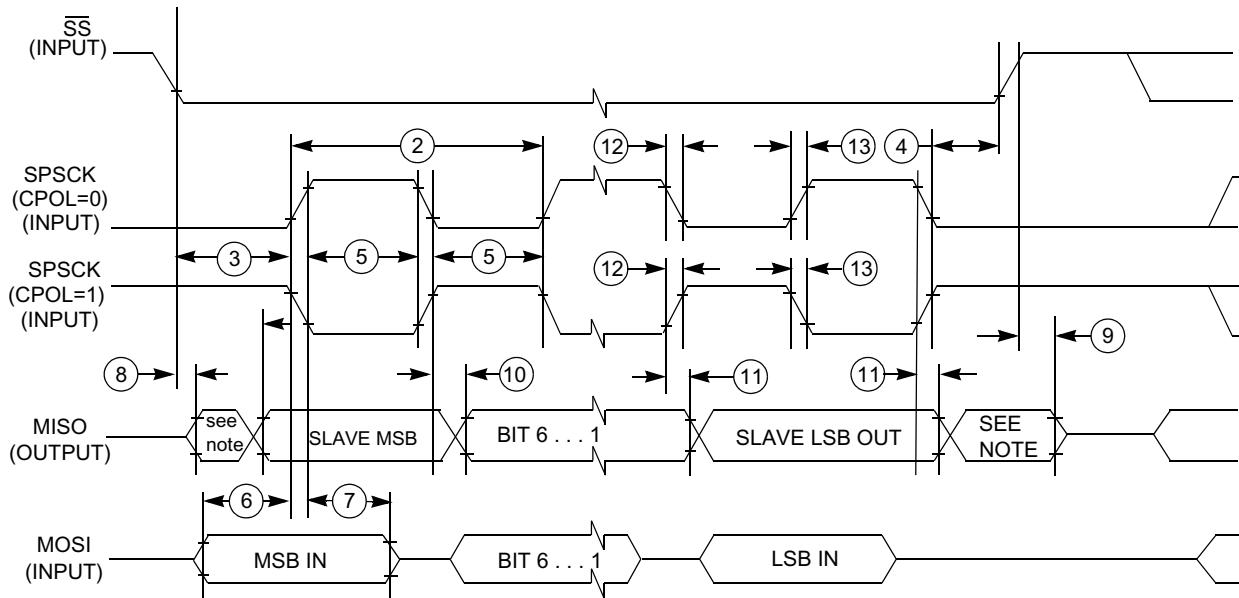 SS
(INPUT)
2
12
13
4
SPSCK
(CPOL=0)
(INPUT)
3
5
5
SPSCK
(CPOL=1)
(INPUT)
12
13
8
10
11
11
9
MISO
(OUTPUT)
see
note
SLAVE MSB
BIT 6 . . . 1
SLAVE LSB OUT
SEE
NOTE
6
7
MOSI
(INPUT)
MSB IN
BIT 6 . . . 1
LSB IN